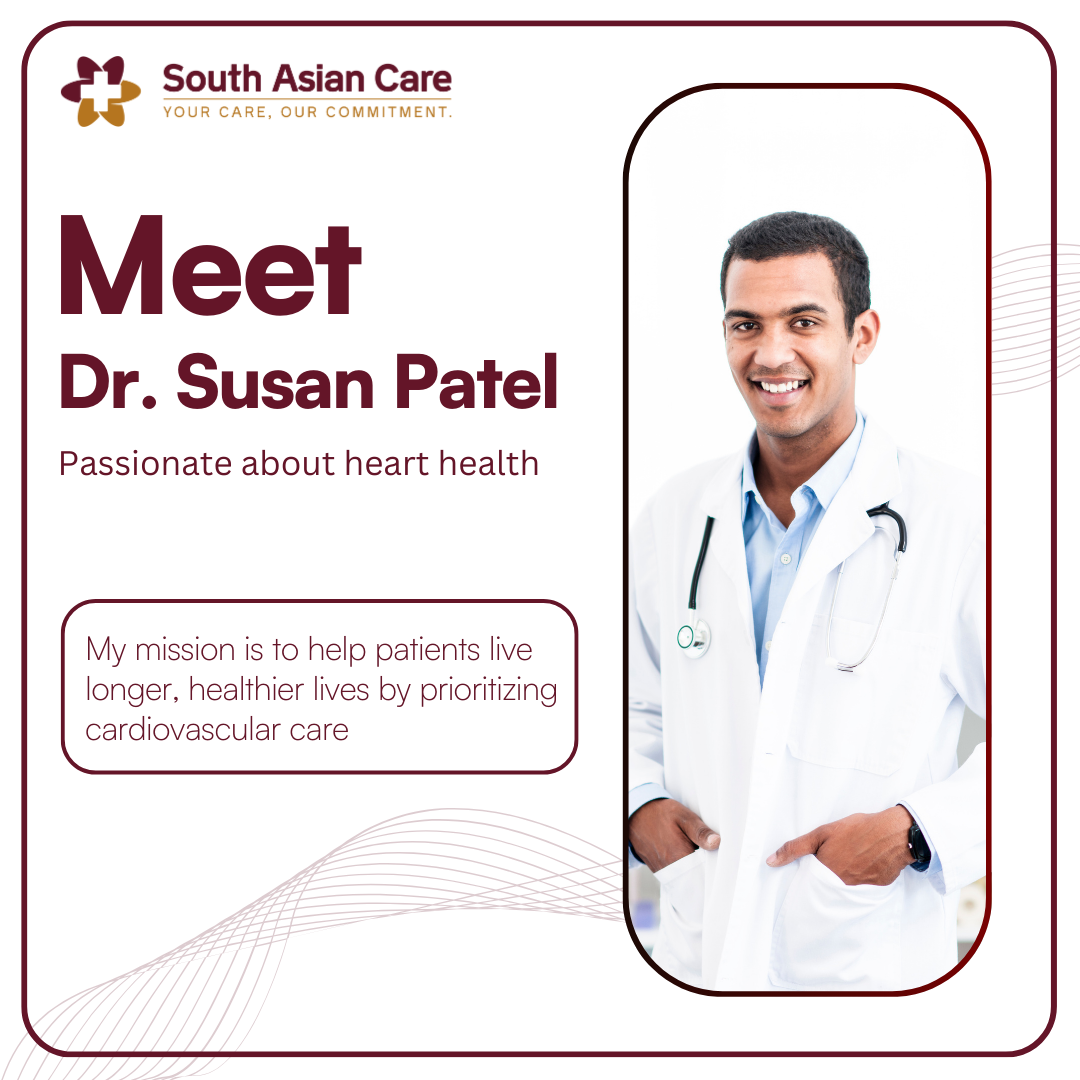 South Asian Care
YOUR CARE, OUR COMMITMENT.
Meet
Dr. Susan Patel
Passionate about heart health
My mission is to help patients live
longer, healthier lives by prioritizing
cardiovascular care